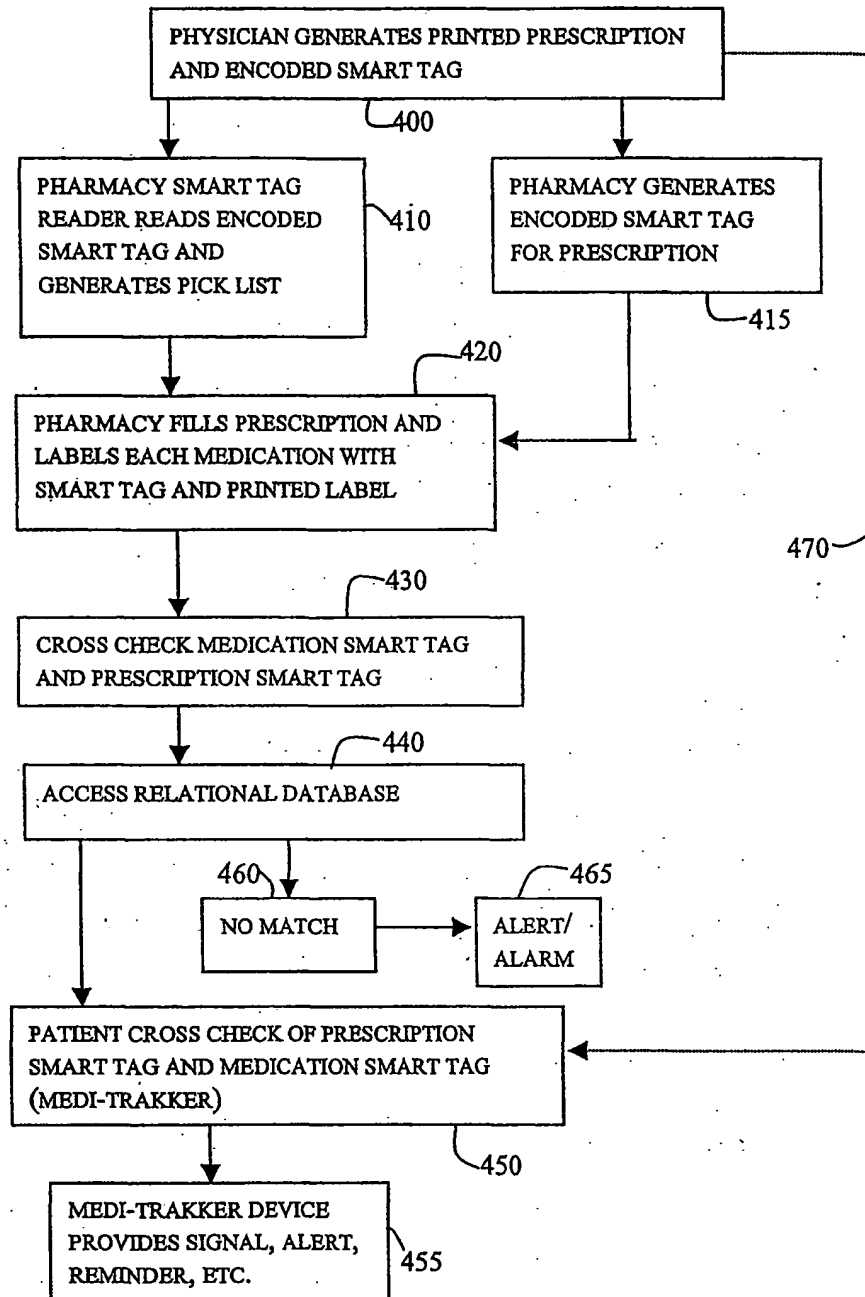 PHYSICIAN GENERATES PRINTED PRESCRIPTION
AND ENCODED SMART TAG
400
PHARMACY SMART TAG
READER READS ENCODED
SMART TAG AND
GENERATES PICK LIST
410
PHARMACY GENERATES
ENCODED SMART TAG
FOR PRESCRIPTION
415
420
PHARMACY FILLS PRESCRIPTION AND
LABELS EACH MEDICATION WITH
SMART TAG AND PRINTED LABEL
470
430
CROSS CHECK MEDICATION SMART TAG
AND PRESCRIPTION SMART TAG
440
ACCESS RELATIONAL DATABASE
460
NO MATCH
465
ALERT/
ALARM
PATIENT CROSS CHECK OF PRESCRIPTION
SMART TAG AND MEDICATION SMART TAG
(MEDI-TRAKKER)
450
MEDI-TRAKKER DEVICE
PROVIDES SIGNAL, ALERT,
REMINDER, ETC.
455